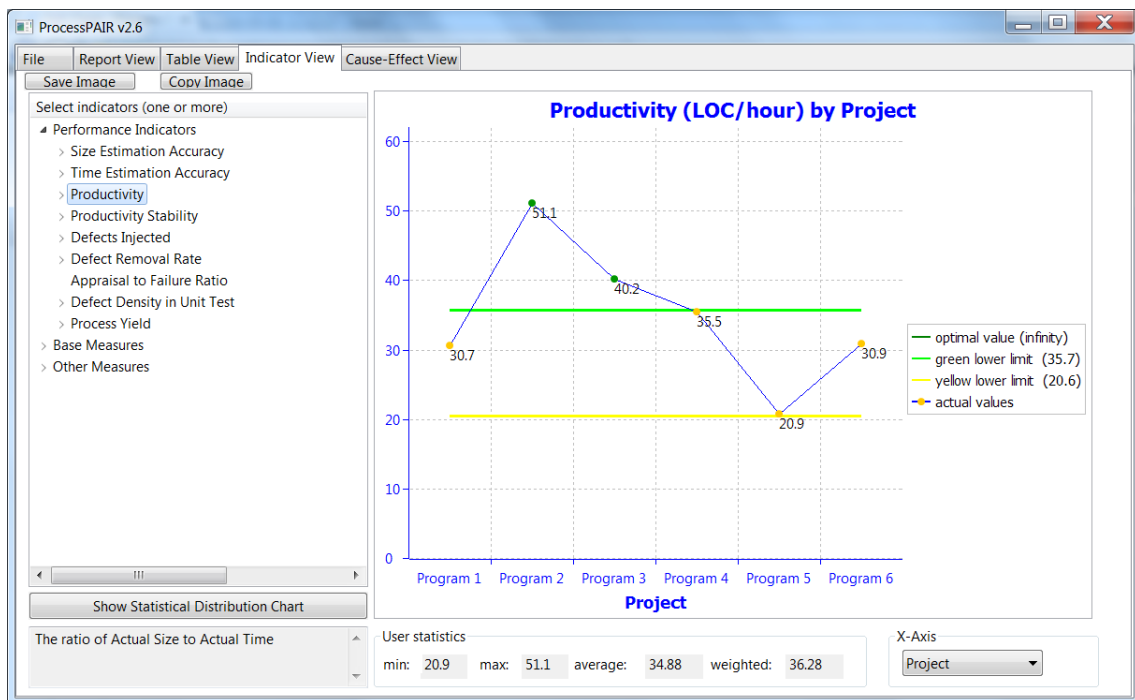 ProcessPAIR v2.6
File Report View Table View Indicator View Cause-Effect View
Save Image Copy Image
Select indicators (one or more)
Performance Indicators
Size Estimation Accuracy
Time Estimation Accuracy
Productivity
Productivity Stability
Defects Injected
Defect Removal Rate
Appraisal to Failure Ratio
Defect Density in Unit Test
Process Yield
Base Measures
Other Measures
Show Statistical Distribution Chart
The ratio of Actual Size to Actual Time
Productivity (LOC/hour) by Project
60
50
40
30
20
10
0
30.7
51.1
40.2
35.5
20.9
30.9
Program 1 Program 2 Program 3 Program 4 Program 5 Program 6
Project
optimal value (infinity)
green lower limit (35.7)
yellow lower limit (20.6)
actual values
User statistics
min: 20.9 max: 51.1 average: 34.88 weighted: 36.28
X-Axis
Project